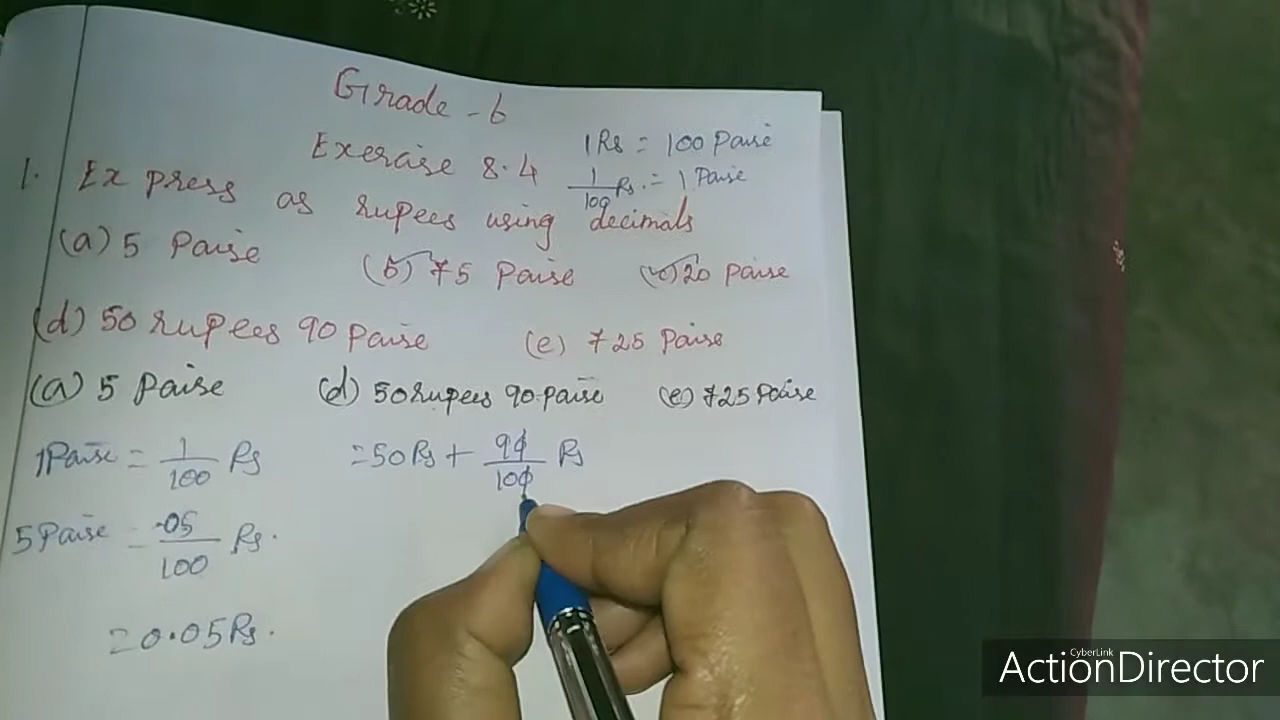 Grade - 6
Exercise 8.4
1 Rs = 100 Paise
1/100 Rs. = 1 Paise
1. Express as rupees using decimals
(a) 5 Paise (b) 75 Paise (c) 20 Paise
(d) 50 rupees 90 Paise (e) 725 Paise
(a) 5 Paise (d) 50 rupees 90 paise (e) 725 Paise
1 Paise = 1/100 Rs = 50 Rs + 90/100 Rs
5 Paise = .05/100 Rs.
= 0.05 Rs.
CyberLink
ActionDirector